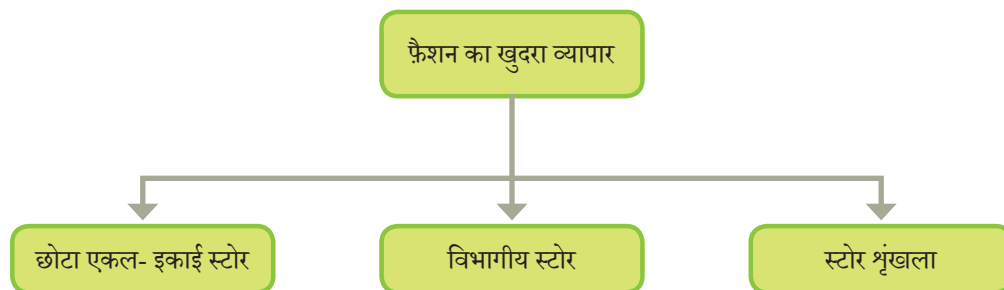 फ़ैशन का खुदरा व्यापार
छोटा एकल- इकाई स्टोर
विभागीय स्टोर
स्टोर शृंखला